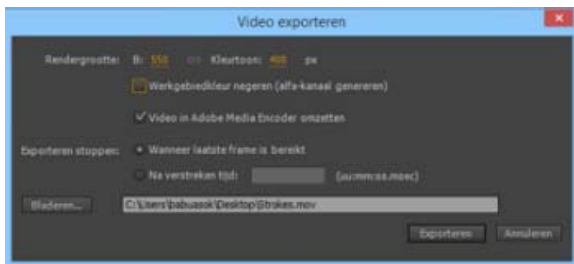 Video exporteren
Rendergrootte: B: 550 Kleurtoon: 400 px
Werkgebiedkleur negeren (alfa-kanaal genereren)
Video in Adobe Media Encoder omzetten
Exporteren stoppen: Wanneer laatste frame is bereikt
Na verstreken tijd: (uu:mm:ss.msec)
Bladeren... C:\Users\babuasok\Desktop\Strokes.mov
Exporteren Annuleren